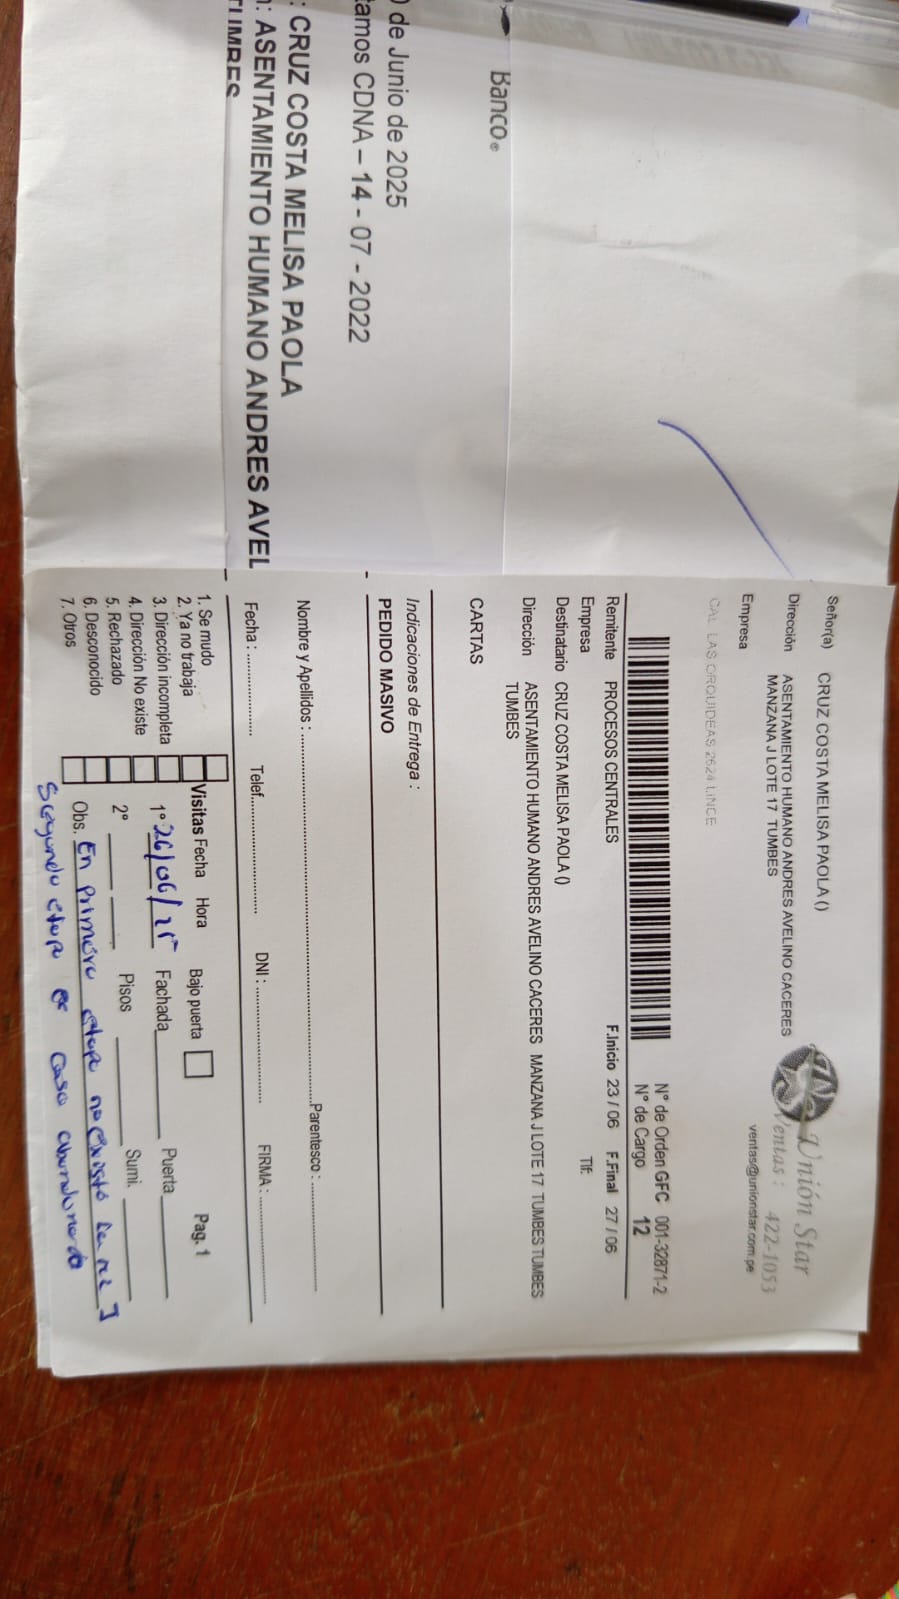 Banco®
de Junio de 2025
tamos CDNA – 14 - 07 - 2022
: CRUZ COSTA MELISA PAOLA
: ASENTAMIENTO HUMANO ANDRES AVEL
TUMBES
Señor(a) CRUZ COSTA MELISA PAOLA ()
Dirección ASENTAMIENTO HUMANO ANDRES AVELINO CACERES
MANZANA J LOTE 17 TUMBES
Empresa
CAL LAS ORQUIDEAS 2624 LINCE
Unión Star
Ventas : 422-1053
ventas@unionstar.com.pe
N° de Orden GFC 001-32871-2
N° de Cargo 12
Remitente PROCESOS CENTRALES F.Inicio 23 / 06 F.Final 27 / 06
Empresa Tlf:
Destinatario CRUZ COSTA MELISA PAOLA ()
Dirección ASENTAMIENTO HUMANO ANDRES AVELINO CACERES MANZANA J LOTE 17 TUMBES TUMBES
TUMBES
CARTAS
Indicaciones de Entrega :
PEDIDO MASIVO
Nombre y Apellidos : Parentesco :
Fecha : Telef. DNI : FIRMA :
1. Se mudo
2. Ya no trabaja
3. Dirección incompleta
4. Dirección No existe
5. Rechazado
6. Desconocido
7. Otros
Visitas Fecha Hora Bajo puerta Pag. 1
1° 26/06/25 Fachada Puerta
2° Pisos Sumi.
Obs. En Primera etapa no Existe la mz J
Segunda etapa es casa abandonada